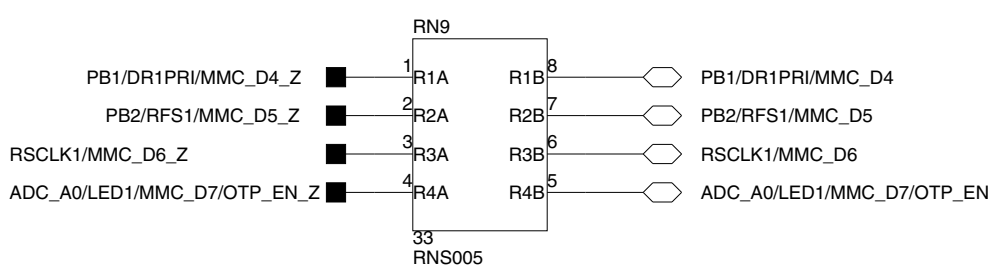 RN9
PB1/DR1PRI/MMC_D4_Z 1 R1A R1B 8 PB1/DR1PRI/MMC_D4
PB2/RFS1/MMC_D5_Z 2 R2A R2B 7 PB2/RFS1/MMC_D5
RSCLK1/MMC_D6_Z 3 R3A R3B 6 RSCLK1/MMC_D6
ADC_A0/LED1/MMC_D7/OTP_EN_Z 4 R4A R4B 5 ADC_A0/LED1/MMC_D7/OTP_EN
33
RNS005